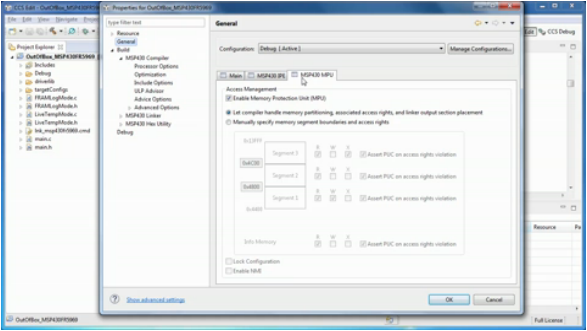 CCS Edit - OutOfBox_MSP430FR5969
Properties for OutOfBox_MSP430FR5969
File Edit View Navigate Project
CCS Debug
Project Explorer
OutOfBox_MSP430FR5969
Includes
Debug
driverlib
targetConfigs
FRAMLogMode.c
FRAMLogMode.h
LiveTempMode.c
LiveTempMode.h
lnk_msp430fr5969.cmd
main.c
main.h
type filter text
Resource
General
Build
MSP430 Compiler
Processor Options
Optimization
Include Options
ULP Advisor
Advice Options
Advanced Options
MSP430 Linker
MSP430 Hex Utility
Debug
General
Configuration: Debug [ Active ]
Manage Configurations...
Main MSP430 IPE MSP430 MPU
Access Management
Enable Memory Protection Unit (MPU)
Let compiler handle memory partitioning, associated access rights, and linker output section placement
Manually specify memory segment boundaries and access rights
R W X
Segment 3 Assert PUC on access rights violation
R W X
Segment 2 Assert PUC on access rights violation
R W X
Segment 1 Assert PUC on access rights violation
0x4400
Info Memory Assert PUC on access rights violation
Lock Configuration
Enable NMI
Show advanced settings
OK Cancel
Resource
OutOfBox_MSP430FR5969
Full License